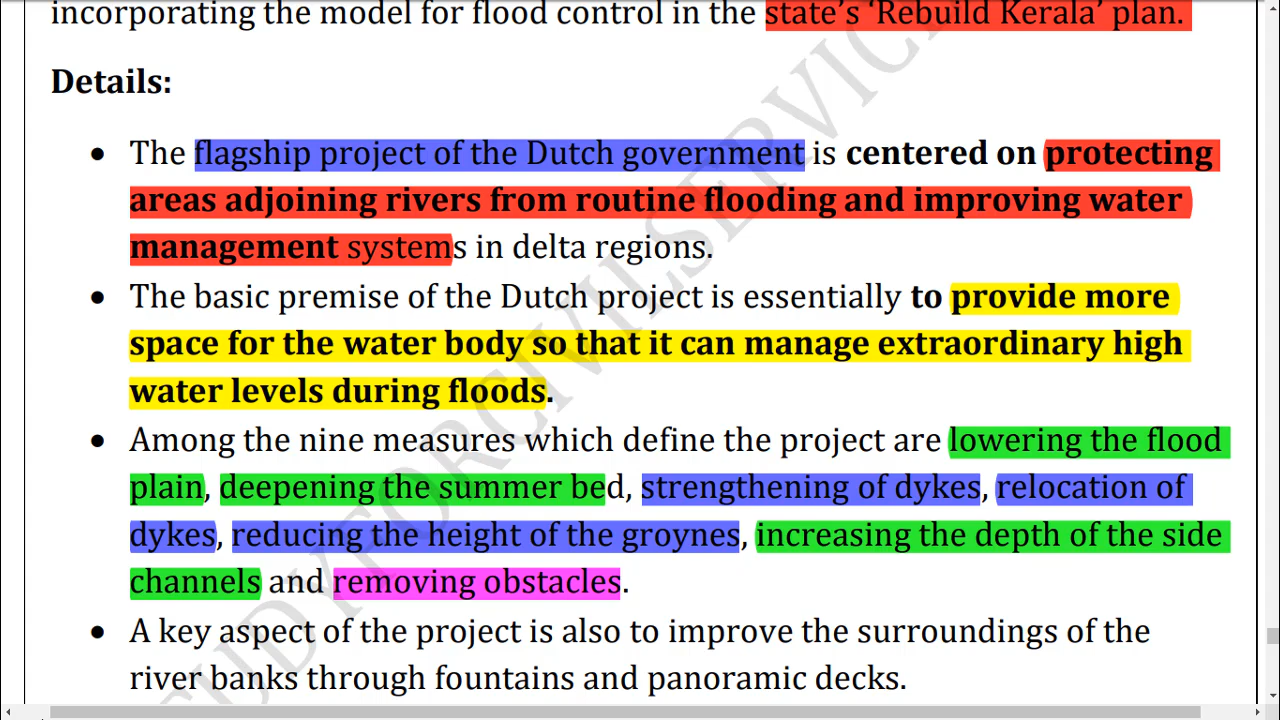 incorporating the model for flood control in the state's 'Rebuild Kerala' plan.
Details:
• The flagship project of the Dutch government is centered on protecting
areas adjoining rivers from routine flooding and improving water
management systems in delta regions.
• The basic premise of the Dutch project is essentially to provide more
space for the water body so that it can manage extraordinary high
water levels during floods.
• Among the nine measures which define the project are lowering the flood
plain, deepening the summer bed, strengthening of dykes, relocation of
dykes, reducing the height of the groynes, increasing the depth of the side
channels and removing obstacles.
• A key aspect of the project is also to improve the surroundings of the
river banks through fountains and panoramic decks.